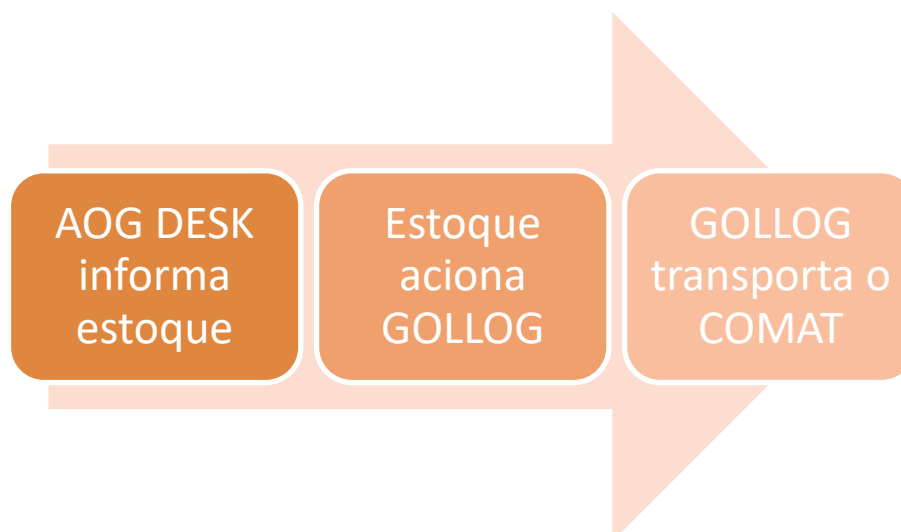 AOG DESK
informa
estoque
Estoque
aciona
GOLLOG
GOLLOG
transporta o
COMAT